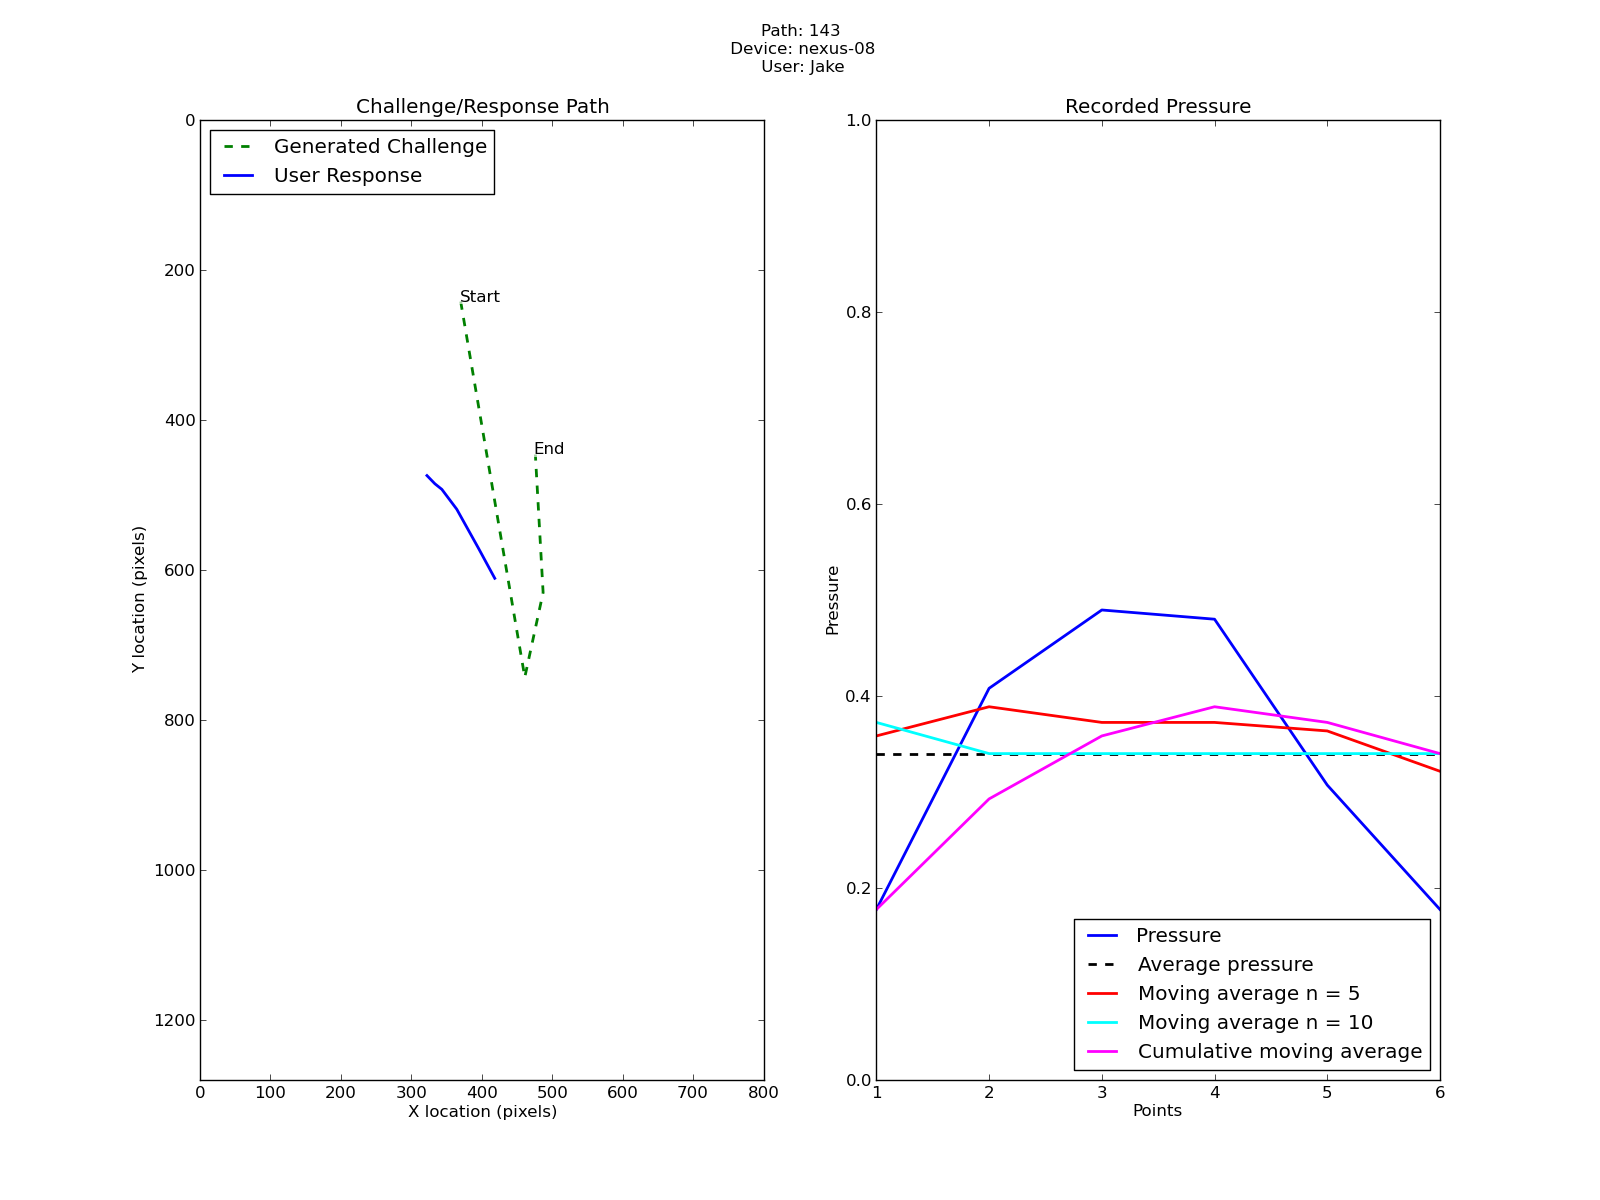 Path: 143
Device: nexus-08
User: Jake
Challenge/Response Path
Generated Challenge
User Response
Start
End
0
200
400
600
800
1000
1200
Y location (pixels)
0 100 200 300 400 500 600 700 800
X location (pixels)
Recorded Pressure
1.0
0.8
0.6
0.4
0.2
0.0
Pressure
Pressure
Average pressure
Moving average n = 5
Moving average n = 10
Cumulative moving average
1 2 3 4 5 6
Points